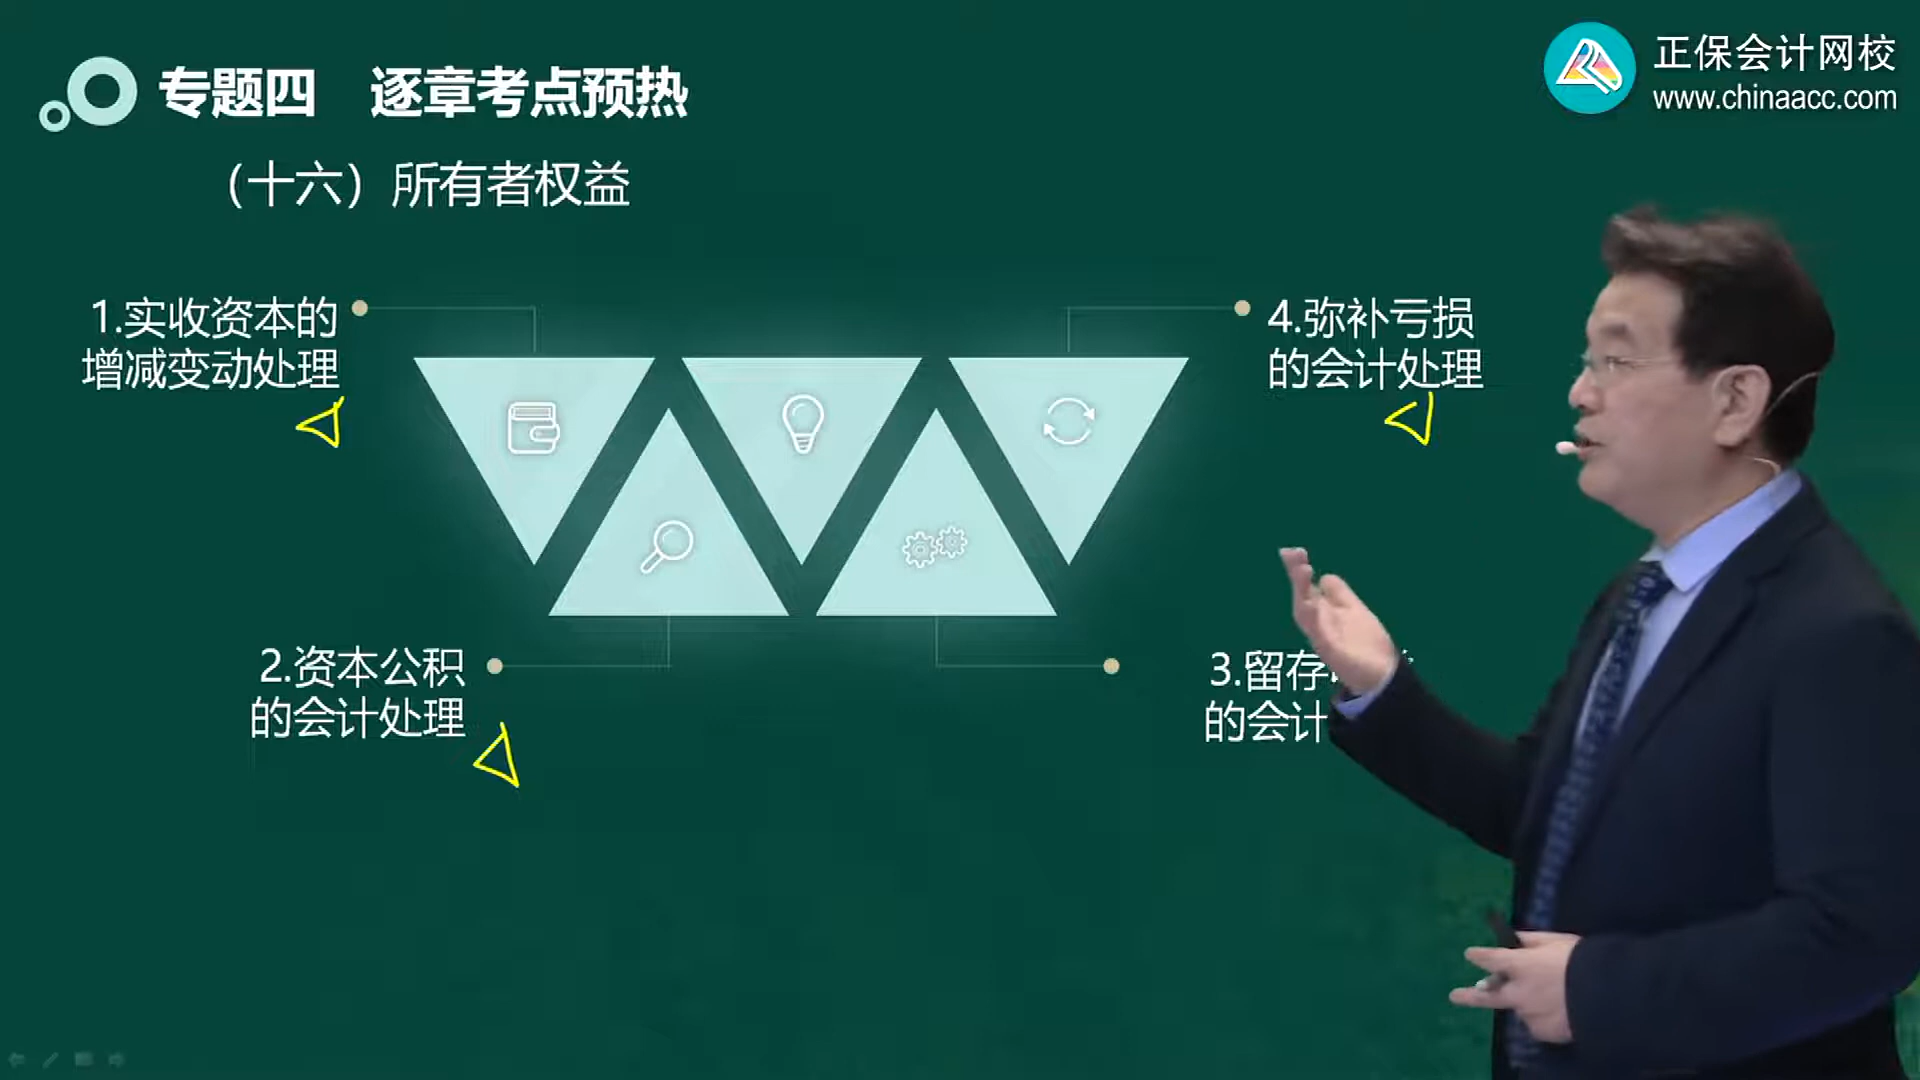 正保会计网校
www.chinaacc.com
专题四 逐章考点预热
（十六）所有者权益
1.实收资本的
增减变动处理
4.弥补亏损
的会计处理
2.资本公积
的会计处理
3.留存
的会计